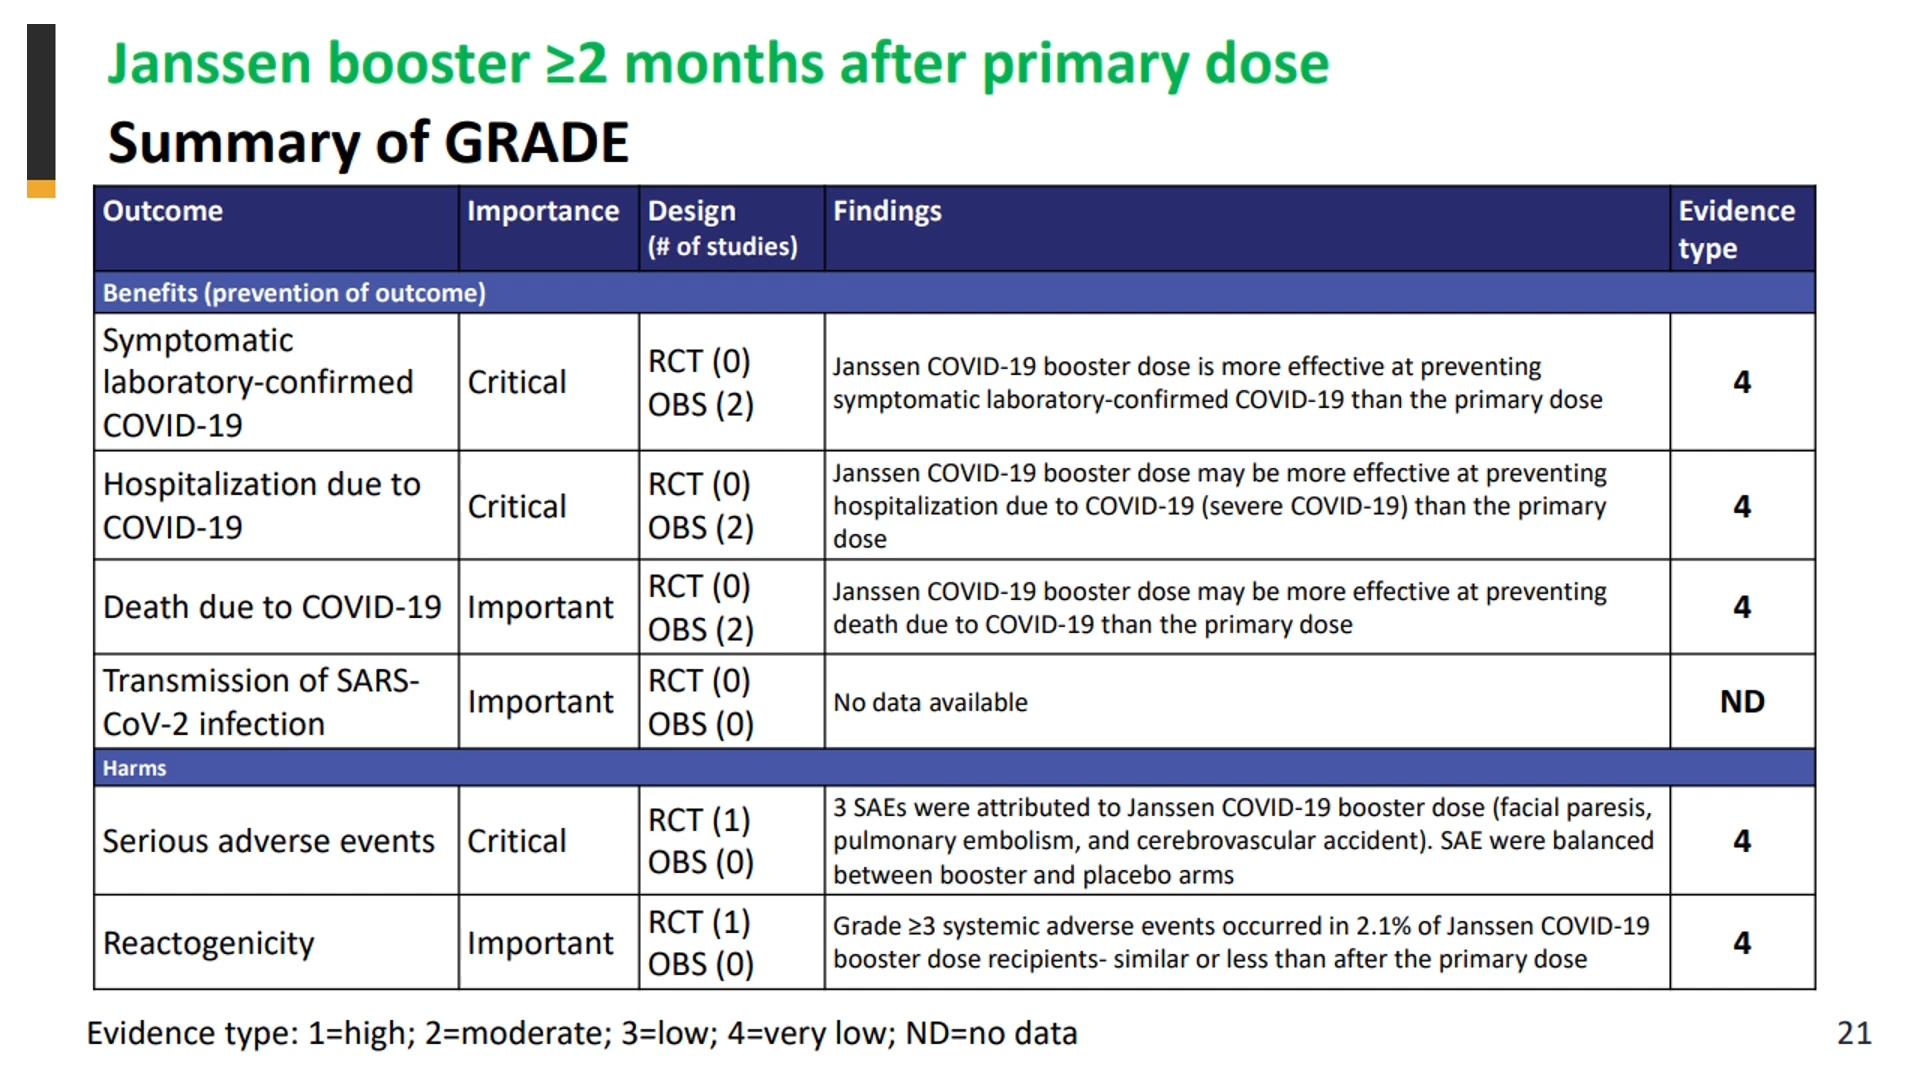 Janssen booster ≥2 months after primary dose
Summary of GRADE
Outcome
Importance
Design
(# of studies)
Findings
Evidence
type
Benefits (prevention of outcome)
Symptomatic
laboratory-confirmed
COVID-19
Critical
RCT (0)
OBS (2)
Janssen COVID-19 booster dose is more effective at preventing
symptomatic laboratory-confirmed COVID-19 than the primary dose
4
Hospitalization due to
COVID-19
Critical
RCT (0)
OBS (2)
Janssen COVID-19 booster dose may be more effective at preventing
hospitalization due to COVID-19 (severe COVID-19) than the primary
dose
4
Death due to COVID-19
Important
RCT (0)
OBS (2)
Janssen COVID-19 booster dose may be more effective at preventing
death due to COVID-19 than the primary dose
4
Transmission of SARS-
CoV-2 infection
Important
RCT (0)
OBS (0)
No data available
ND
Harms
Serious adverse events
Critical
RCT (1)
OBS (0)
3 SAEs were attributed to Janssen COVID-19 booster dose (facial paresis,
pulmonary embolism, and cerebrovascular accident). SAE were balanced
between booster and placebo arms
4
Reactogenicity
Important
RCT (1)
OBS (0)
Grade ≥3 systemic adverse events occurred in 2.1% of Janssen COVID-19
booster dose recipients- similar or less than after the primary dose
4
Evidence type: 1=high; 2=moderate; 3=low; 4=very low; ND=no data
21